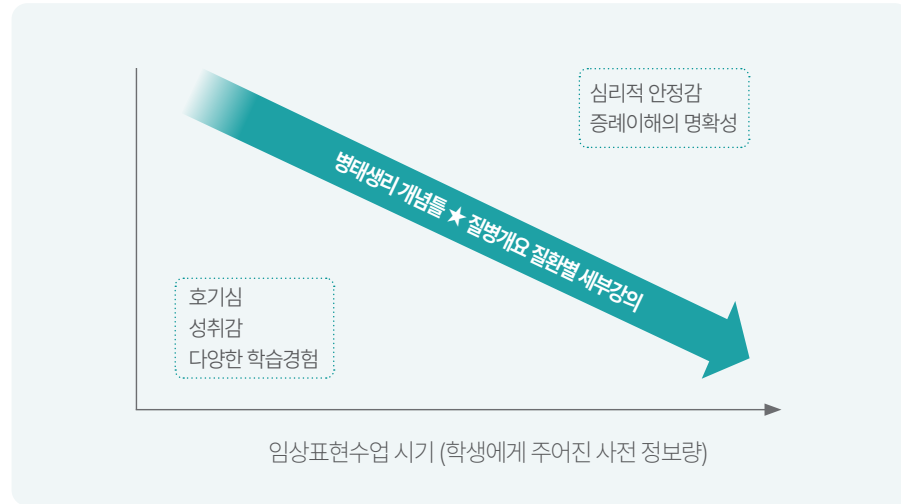 심리적 안정감
증례이해의 명확성
병태생리 개념틀 ★ 질병개요 질환별 세부강의
호기심
성취감
다양한 학습경험
임상표현수업 시기 (학생에게 주어진 사전 정보량)